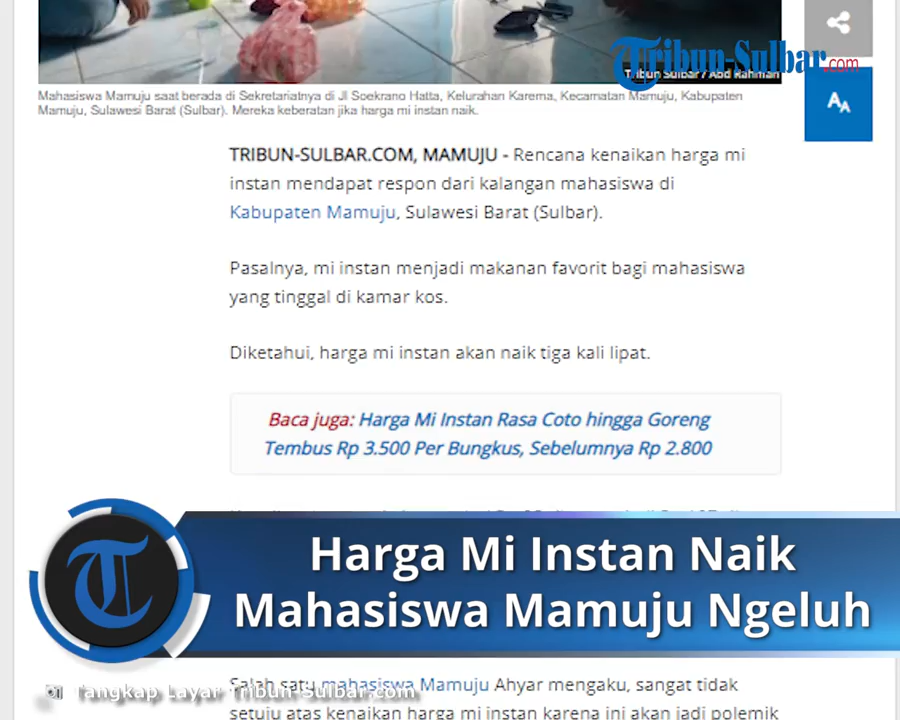 Tribun-Sulbar.com
Tribun Sulbar / Abd Rahman
Mahasiswa Mamuju saat berada di Sekretariatnya di Jl Soekrano Hatta, Kelurahan Karema, Kecamatan Mamuju, Kabupaten
Mamuju, Sulawesi Barat (Sulbar). Mereka keberatan jika harga mi instan naik.
AA
TRIBUN-SULBAR.COM, MAMUJU - Rencana kenaikan harga mi
instan mendapat respon dari kalangan mahasiswa di
Kabupaten Mamuju, Sulawesi Barat (Sulbar).
Pasalnya, mi instan menjadi makanan favorit bagi mahasiswa
yang tinggal di kamar kos.
Diketahui, harga mi instan akan naik tiga kali lipat.
Baca juga: Harga Mi Instan Rasa Coto hingga Goreng
Tembus Rp 3.500 Per Bungkus, Sebelumnya Rp 2.800
T
Harga Mi Instan Naik
Mahasiswa Mamuju Ngeluh
Salah satu mahasiswa Mamuju Ahyar mengaku, sangat tidak
Tangkap Layar Tribun-Sulbar.com
setuju atas kenaikan harga mi instan karena ini akan jadi polemik